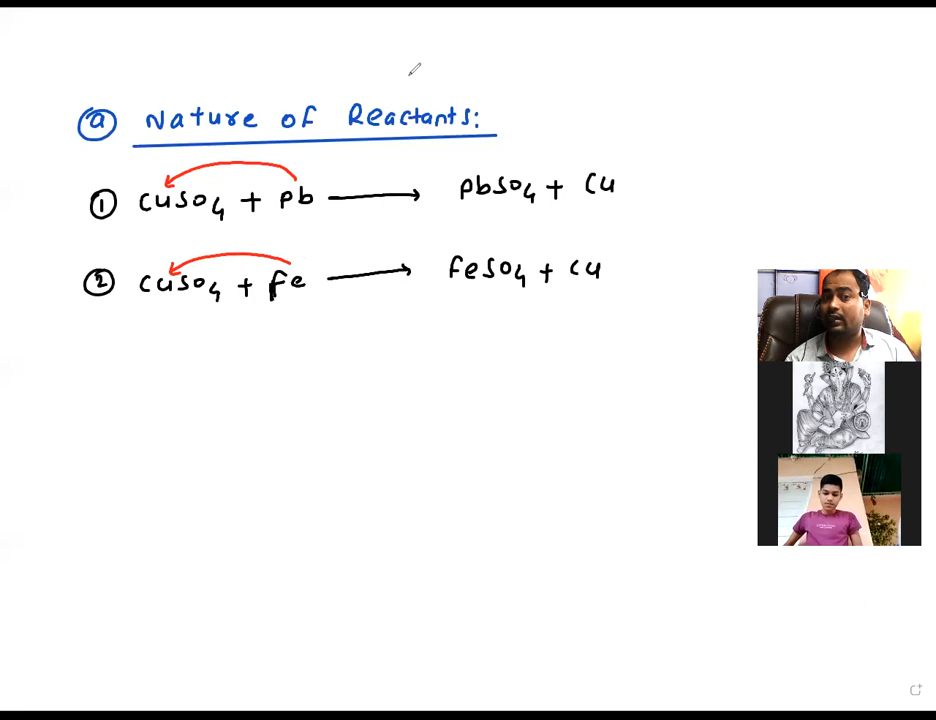 a Nature of Reactants:
1 CuSO4 + Pb → PbSO4 + Cu
2 CuSO4 + Fe → FeSO4 + Cu